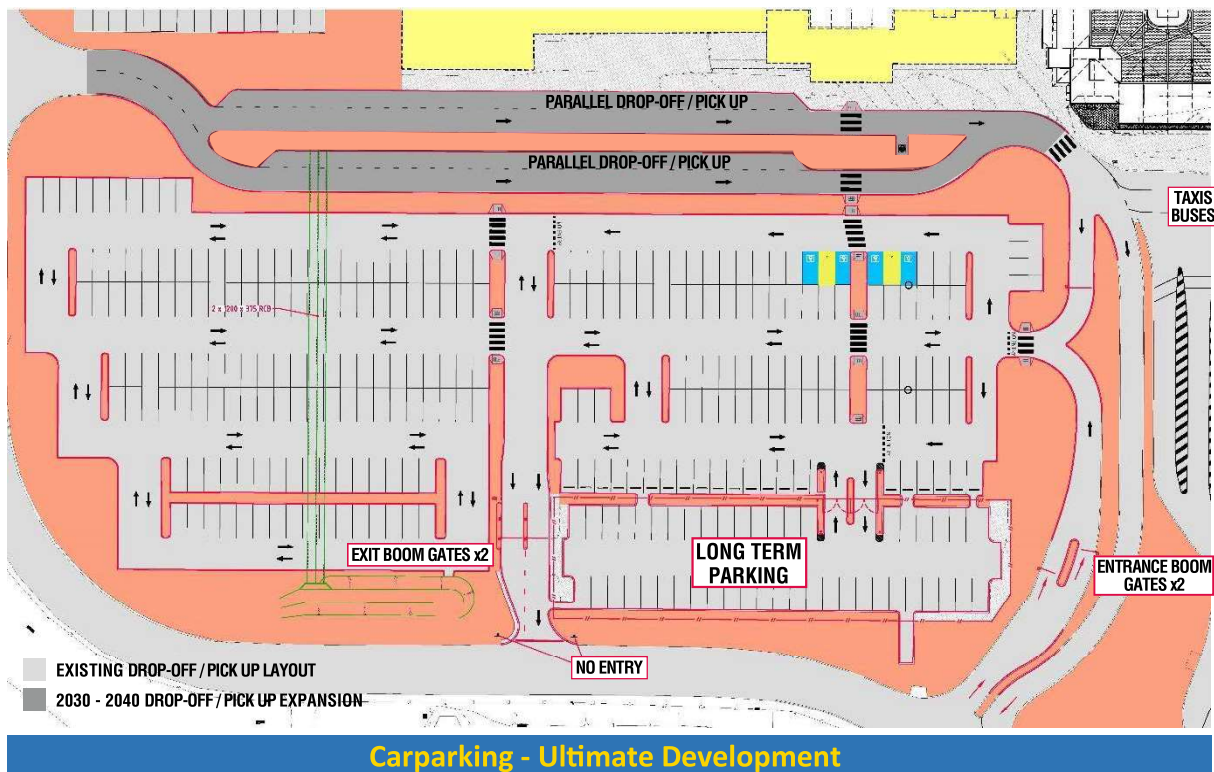 PARALLEL DROP-OFF / PICK UP
PARALLEL DROP-OFF / PICK UP
TAXIS
BUSES
EXIT BOOM GATES x2
LONG TERM
PARKING
ENTRANCE BOOM
GATES x2
NO ENTRY
EXISTING DROP-OFF / PICK UP LAYOUT
2030 - 2040 DROP-OFF / PICK UP EXPANSION
Carparking - Ultimate Development